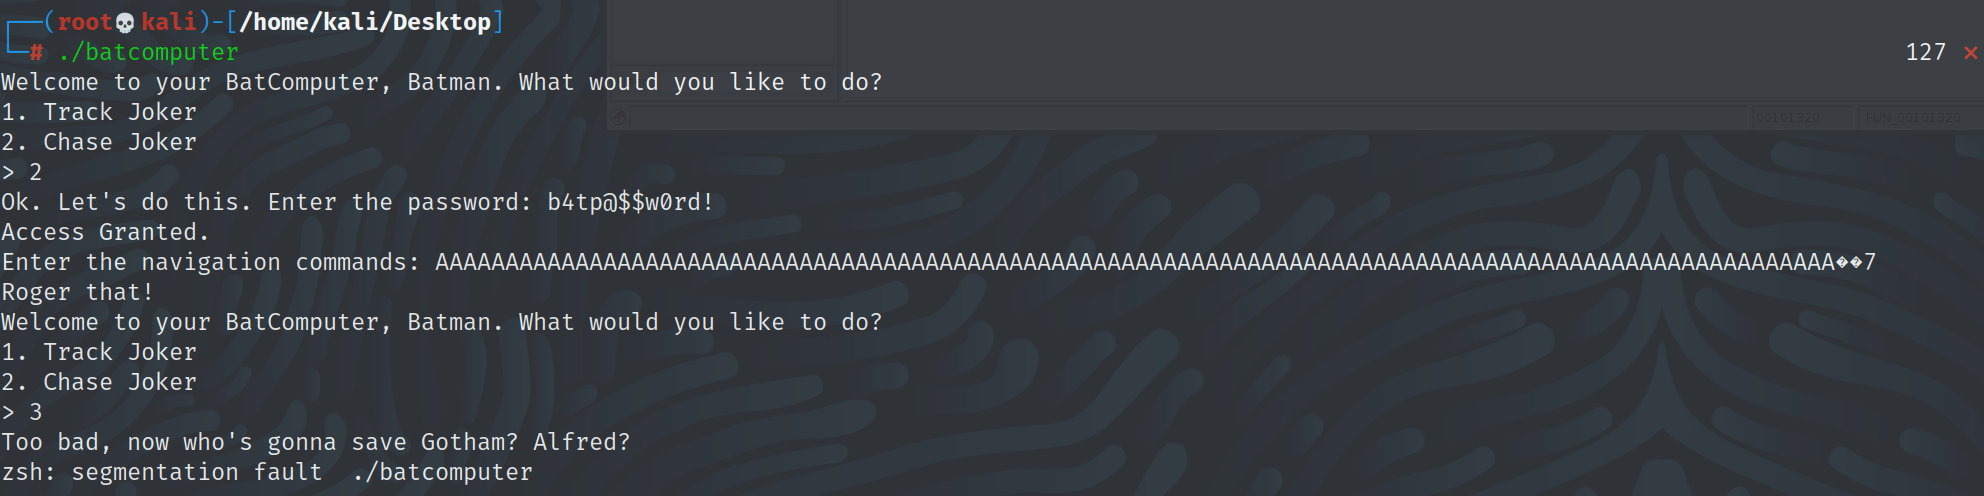 ┌──(root💀kali)-[/home/kali/Desktop]
└─# ./batcomputer 127 ⨯
Welcome to your BatComputer, Batman. What would you like to do?
1. Track Joker
2. Chase Joker
> 2
Ok. Let's do this. Enter the password: b4tp@$$w0rd!
Access Granted.
Enter the navigation commands: AAAAAAAAAAAAAAAAAAAAAAAAAAAAAAAAAAAAAAAAAAAAAAAAAAAAAAAAAAAAAAAAAAAAAAAAAAAAAAAAAAAAAAAAAAAAAAAAAAAA��7
Roger that!
Welcome to your BatComputer, Batman. What would you like to do?
1. Track Joker
2. Chase Joker
> 3
Too bad, now who's gonna save Gotham? Alfred?
zsh: segmentation fault  ./batcomputer
00101320
FUN_00101320